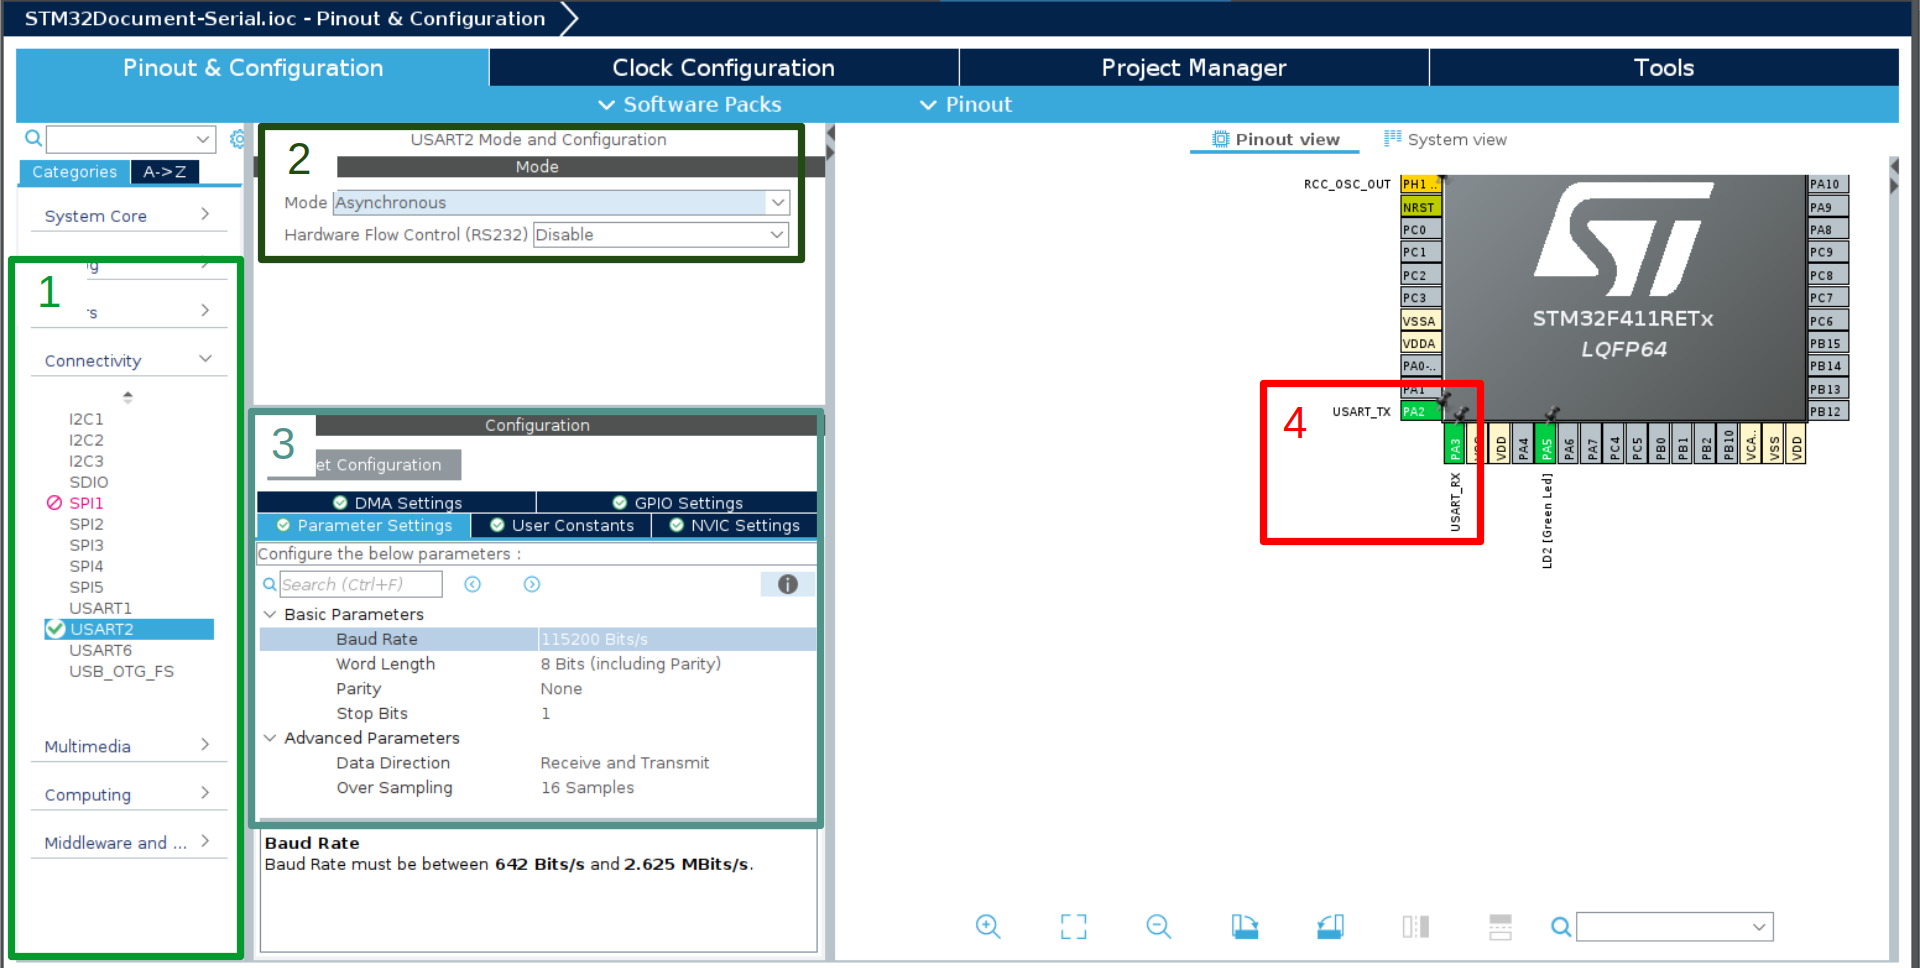 STM32Document-Serial.ioc - Pinout & Configuration
Pinout & Configuration
Clock Configuration
Project Manager
Tools
Software Packs
Pinout
Categories
A->Z
System Core
g
1
rs
Connectivity
I2C1
I2C2
I2C3
SDIO
SPI1
SPI2
SPI3
SPI4
SPI5
USART1
USART2
USART6
USB_OTG_FS
Multimedia
Computing
Middleware and ...
USART2 Mode and Configuration
2
Mode
Mode Asynchronous
Hardware Flow Control (RS232) Disable
Configuration
3
et Configuration
DMA Settings
GPIO Settings
Parameter Settings
User Constants
NVIC Settings
Configure the below parameters :
Search (Ctrl+F)
i
Basic Parameters
Baud Rate 115200 Bits/s
Word Length 8 Bits (including Parity)
Parity None
Stop Bits 1
Advanced Parameters
Data Direction Receive and Transmit
Over Sampling 16 Samples
Baud Rate
Baud Rate must be between 642 Bits/s and 2.625 MBits/s.
Pinout view
System view
RCC_OSC_OUT
PH1 ..
NRST
PC0
PC1
PC2
PC3
VSSA
VDDA
PA0-..
PA1
USART_TX
PA2
4
STM32F411RETx
LQFP64
PA10
PA9
PA8
PC9
PC8
PC7
PC6
PB15
PB14
PB13
PB12
PA3
VDD
PA4
PA5
PA6
PA7
PC4
PC5
PB0
PB1
PB2
PB10
VCA..
VSS
VDD
USART_RX
LD2 [Green Led]